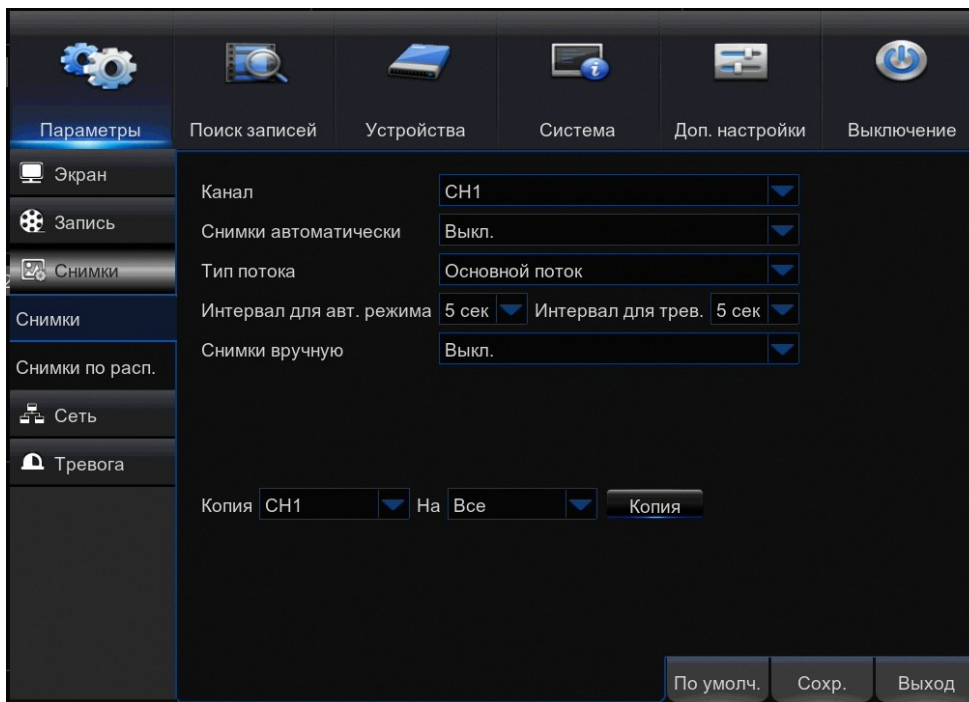 Параметры
Поиск записей
Устройства
Система
Доп. настройки
Выключение
Экран
Запись
Снимки
Снимки
Снимки по расп.
Сеть
Тревога
Канал CH1
Снимки автоматически Выкл.
Тип потока Основной поток
Интервал для авт. режима 5 сек Интервал для трев. 5 сек
Снимки вручную Выкл.
Копия CH1 На Все Копия
По умолч.
Сохр.
Выход